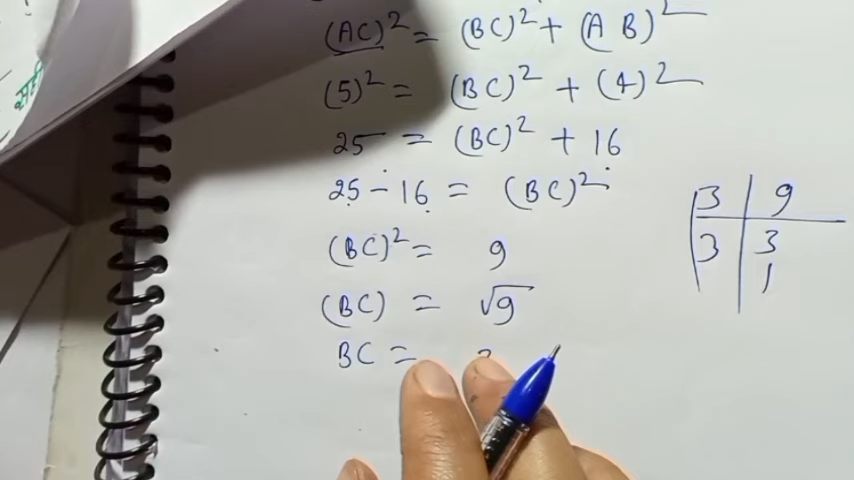 (AC)² = (BC)² + (AB)²
(5)² = (BC)² + (4)²
25 = (BC)² + 16
25 - 16 = (BC)²
(BC)² = 9
(BC) = √9
BC =
3 | 9
3 | 3
| 1